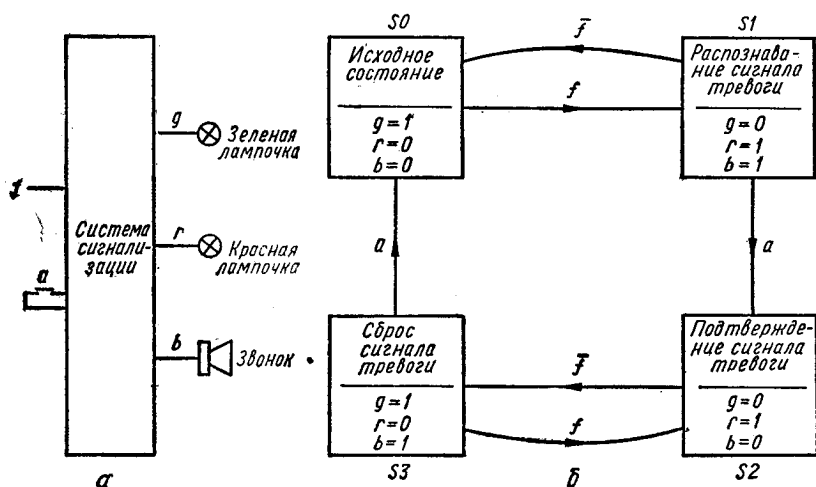 g
Зеленая
лампочка
1
a
Система
сигнали-
зации
r
Красная
лампочка
b
Звонок
a
S0
Исходное
состояние
g=1
r=0
b=0
f̅
f
S1
Распознава-
ние сигнала
тревоги
g=0
r=1
b=1
a
a
S3
Сброс
сигнала
тревоги
g=1
r=0
b=1
f̅
f
S2
Подтвержде-
ние сигнала
тревоги
g=0
r=1
b=0
б